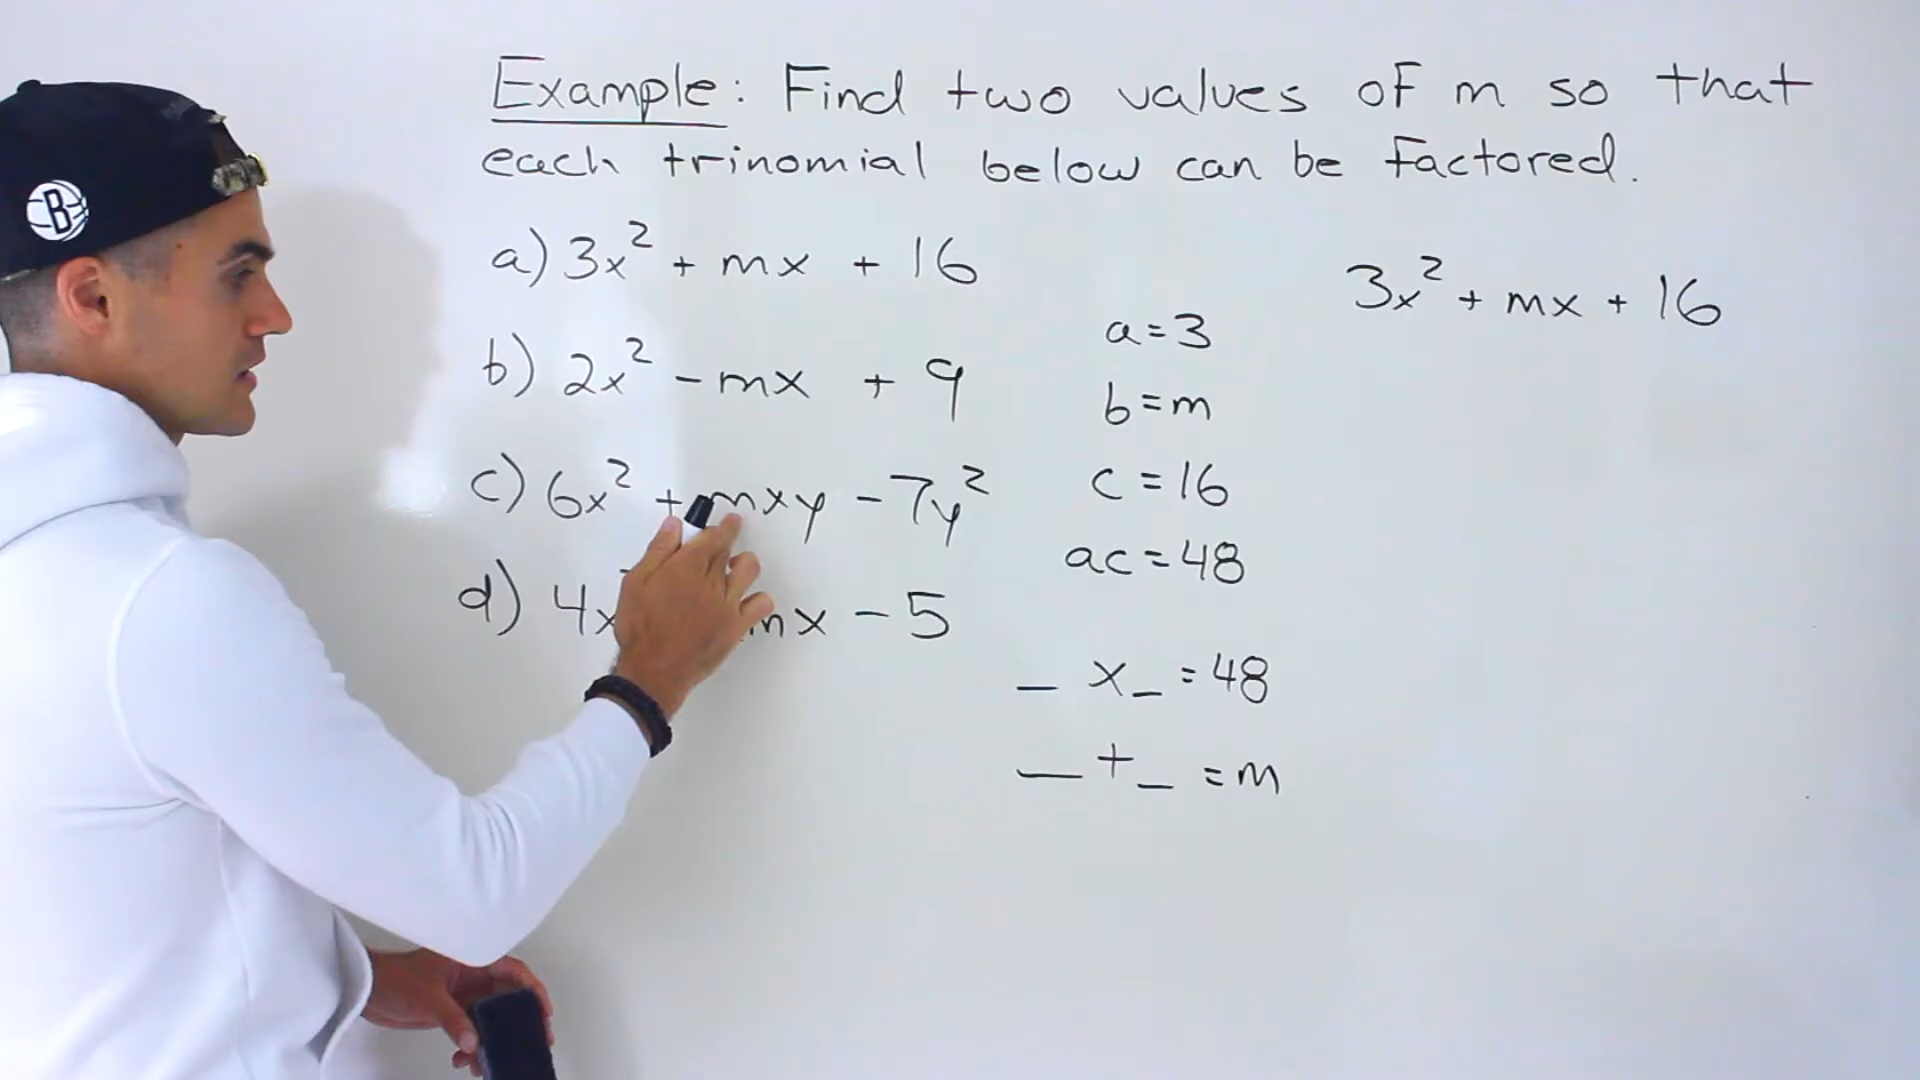 B
Example: Find two values of m so that
each trinomial below can be factored.
a) 3x² + mx + 16
b) 2x² - mx + 9
c) 6x² + mxy - 7y²
d) 4x mx - 5
3x² + mx + 16
a=3
b=m
c=16
ac=48
_ x _ = 48
_ + _ = m